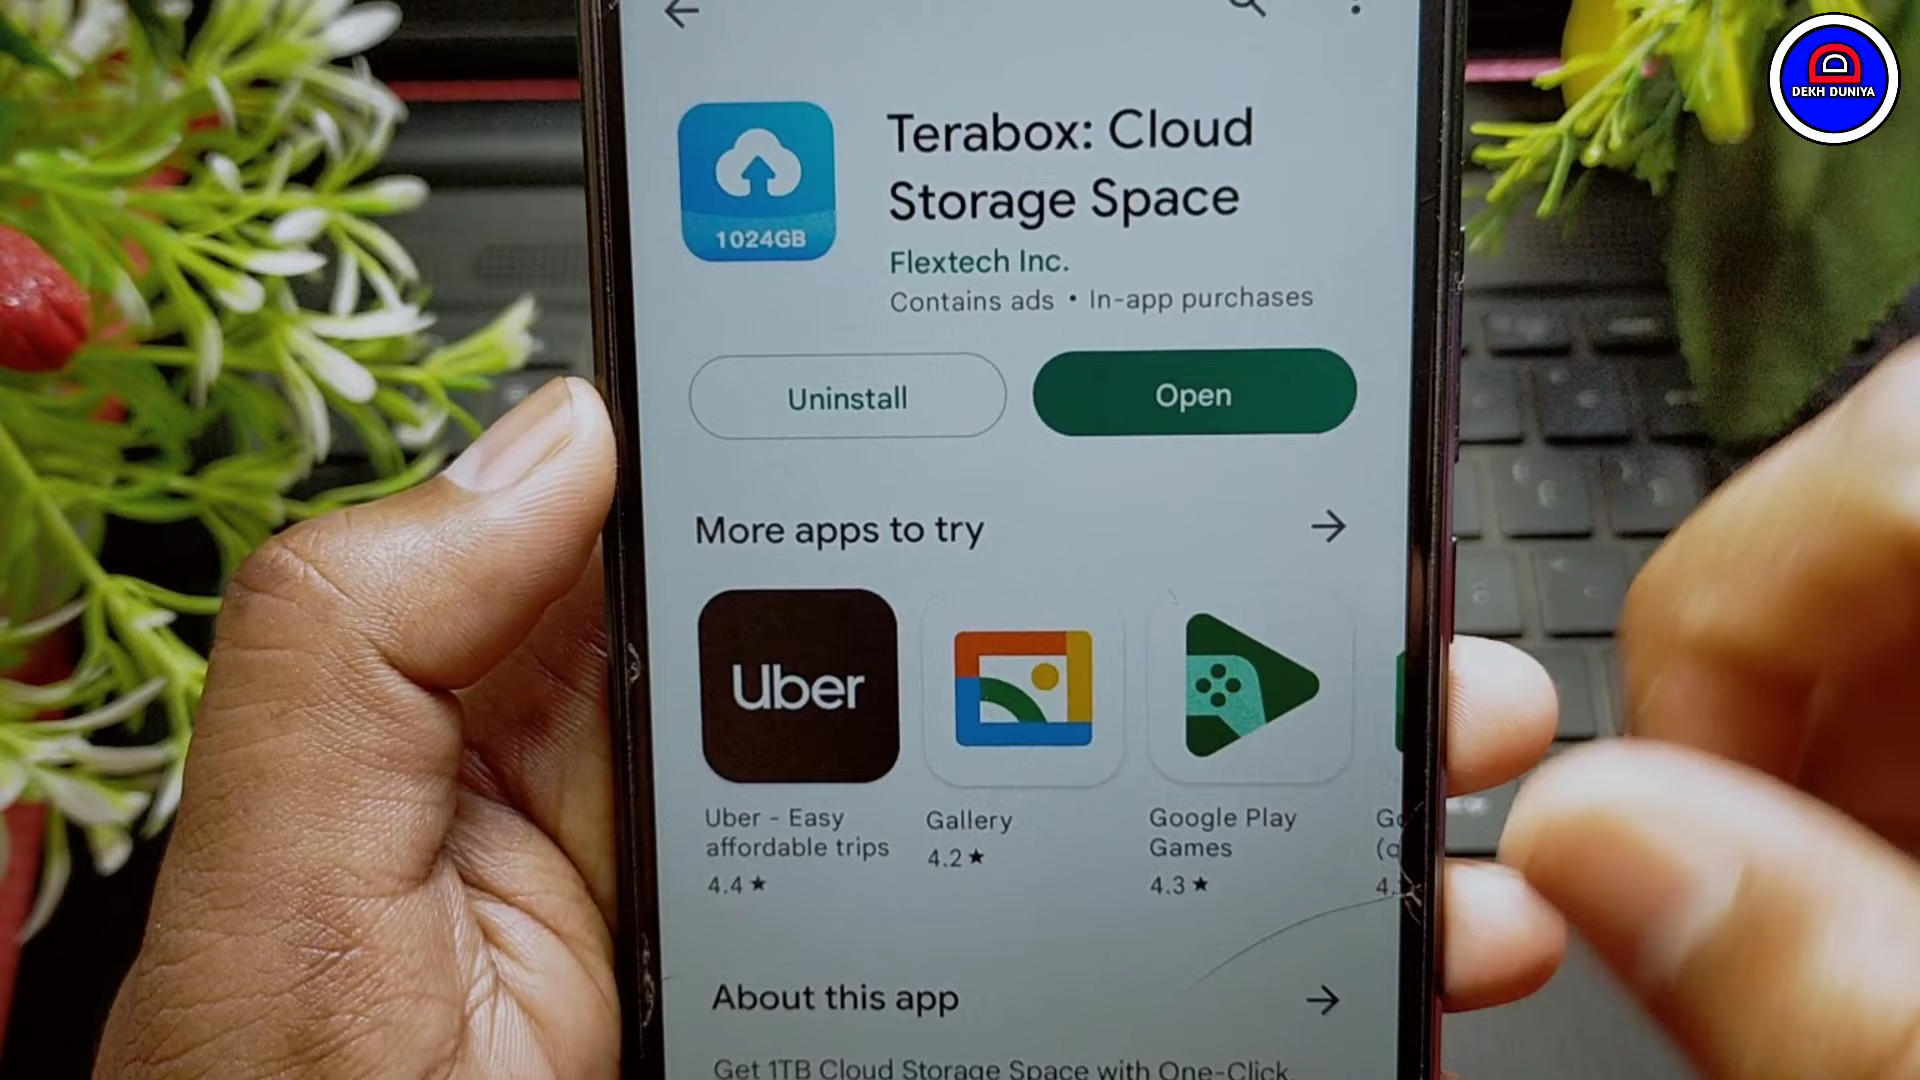 DEKH DUNIYA
Terabox: Cloud
Storage Space
1024GB
Flextech Inc.
Contains ads • In-app purchases
Uninstall
Open
More apps to try
Uber
Uber - Easy
affordable trips
4.4 ★
Gallery
4.2 ★
Google Play
Games
4.3 ★
About this app
Get 1TB Cloud Storage Space with One-Click.